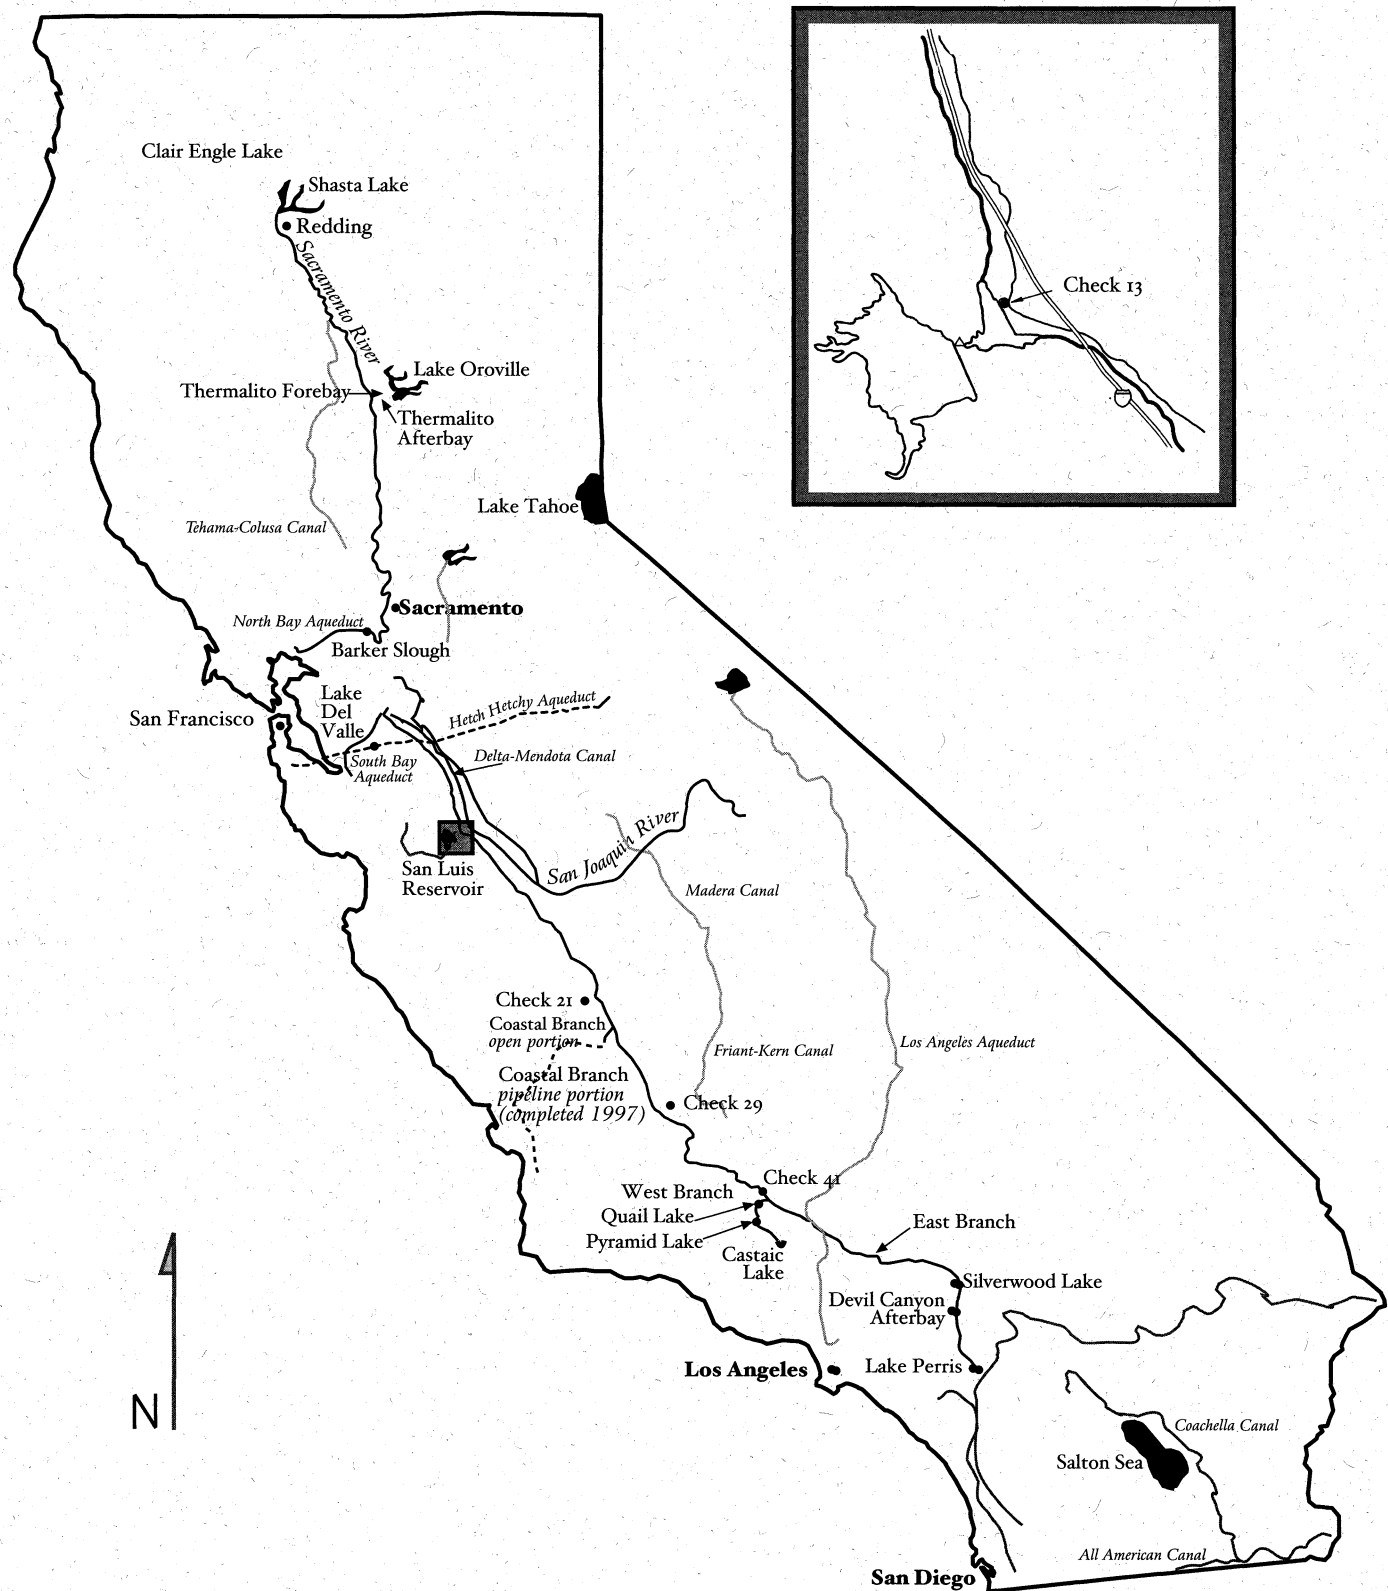 Clair Engle Lake
Shasta Lake
Redding
Sacramento River
Check 13
Lake Oroville
Thermalito Forebay
Thermalito
Afterbay
Lake Tahoe
Tehama-Colusa Canal
Sacramento
North Bay Aqueduct
Barker Slough
Lake
Del
Valle
San Francisco
Hetch Hetchy Aqueduct
South Bay
Aqueduct
Delta-Mendota Canal
San Joaquin River
San Luis
Reservoir
Madera Canal
Check 21
Coastal Branch
open portion
Los Angeles Aqueduct
Friant-Kern Canal
Coastal Branch
pipeline portion
(completed 1997)
Check 29
Check 41
West Branch
Quail Lake
Pyramid Lake
Castaic
Lake
East Branch
Silverwood Lake
Devil Canyon
Afterbay
Lake Perris
Los Angeles
N
Coachella Canal
Salton Sea
All American Canal
San Diego